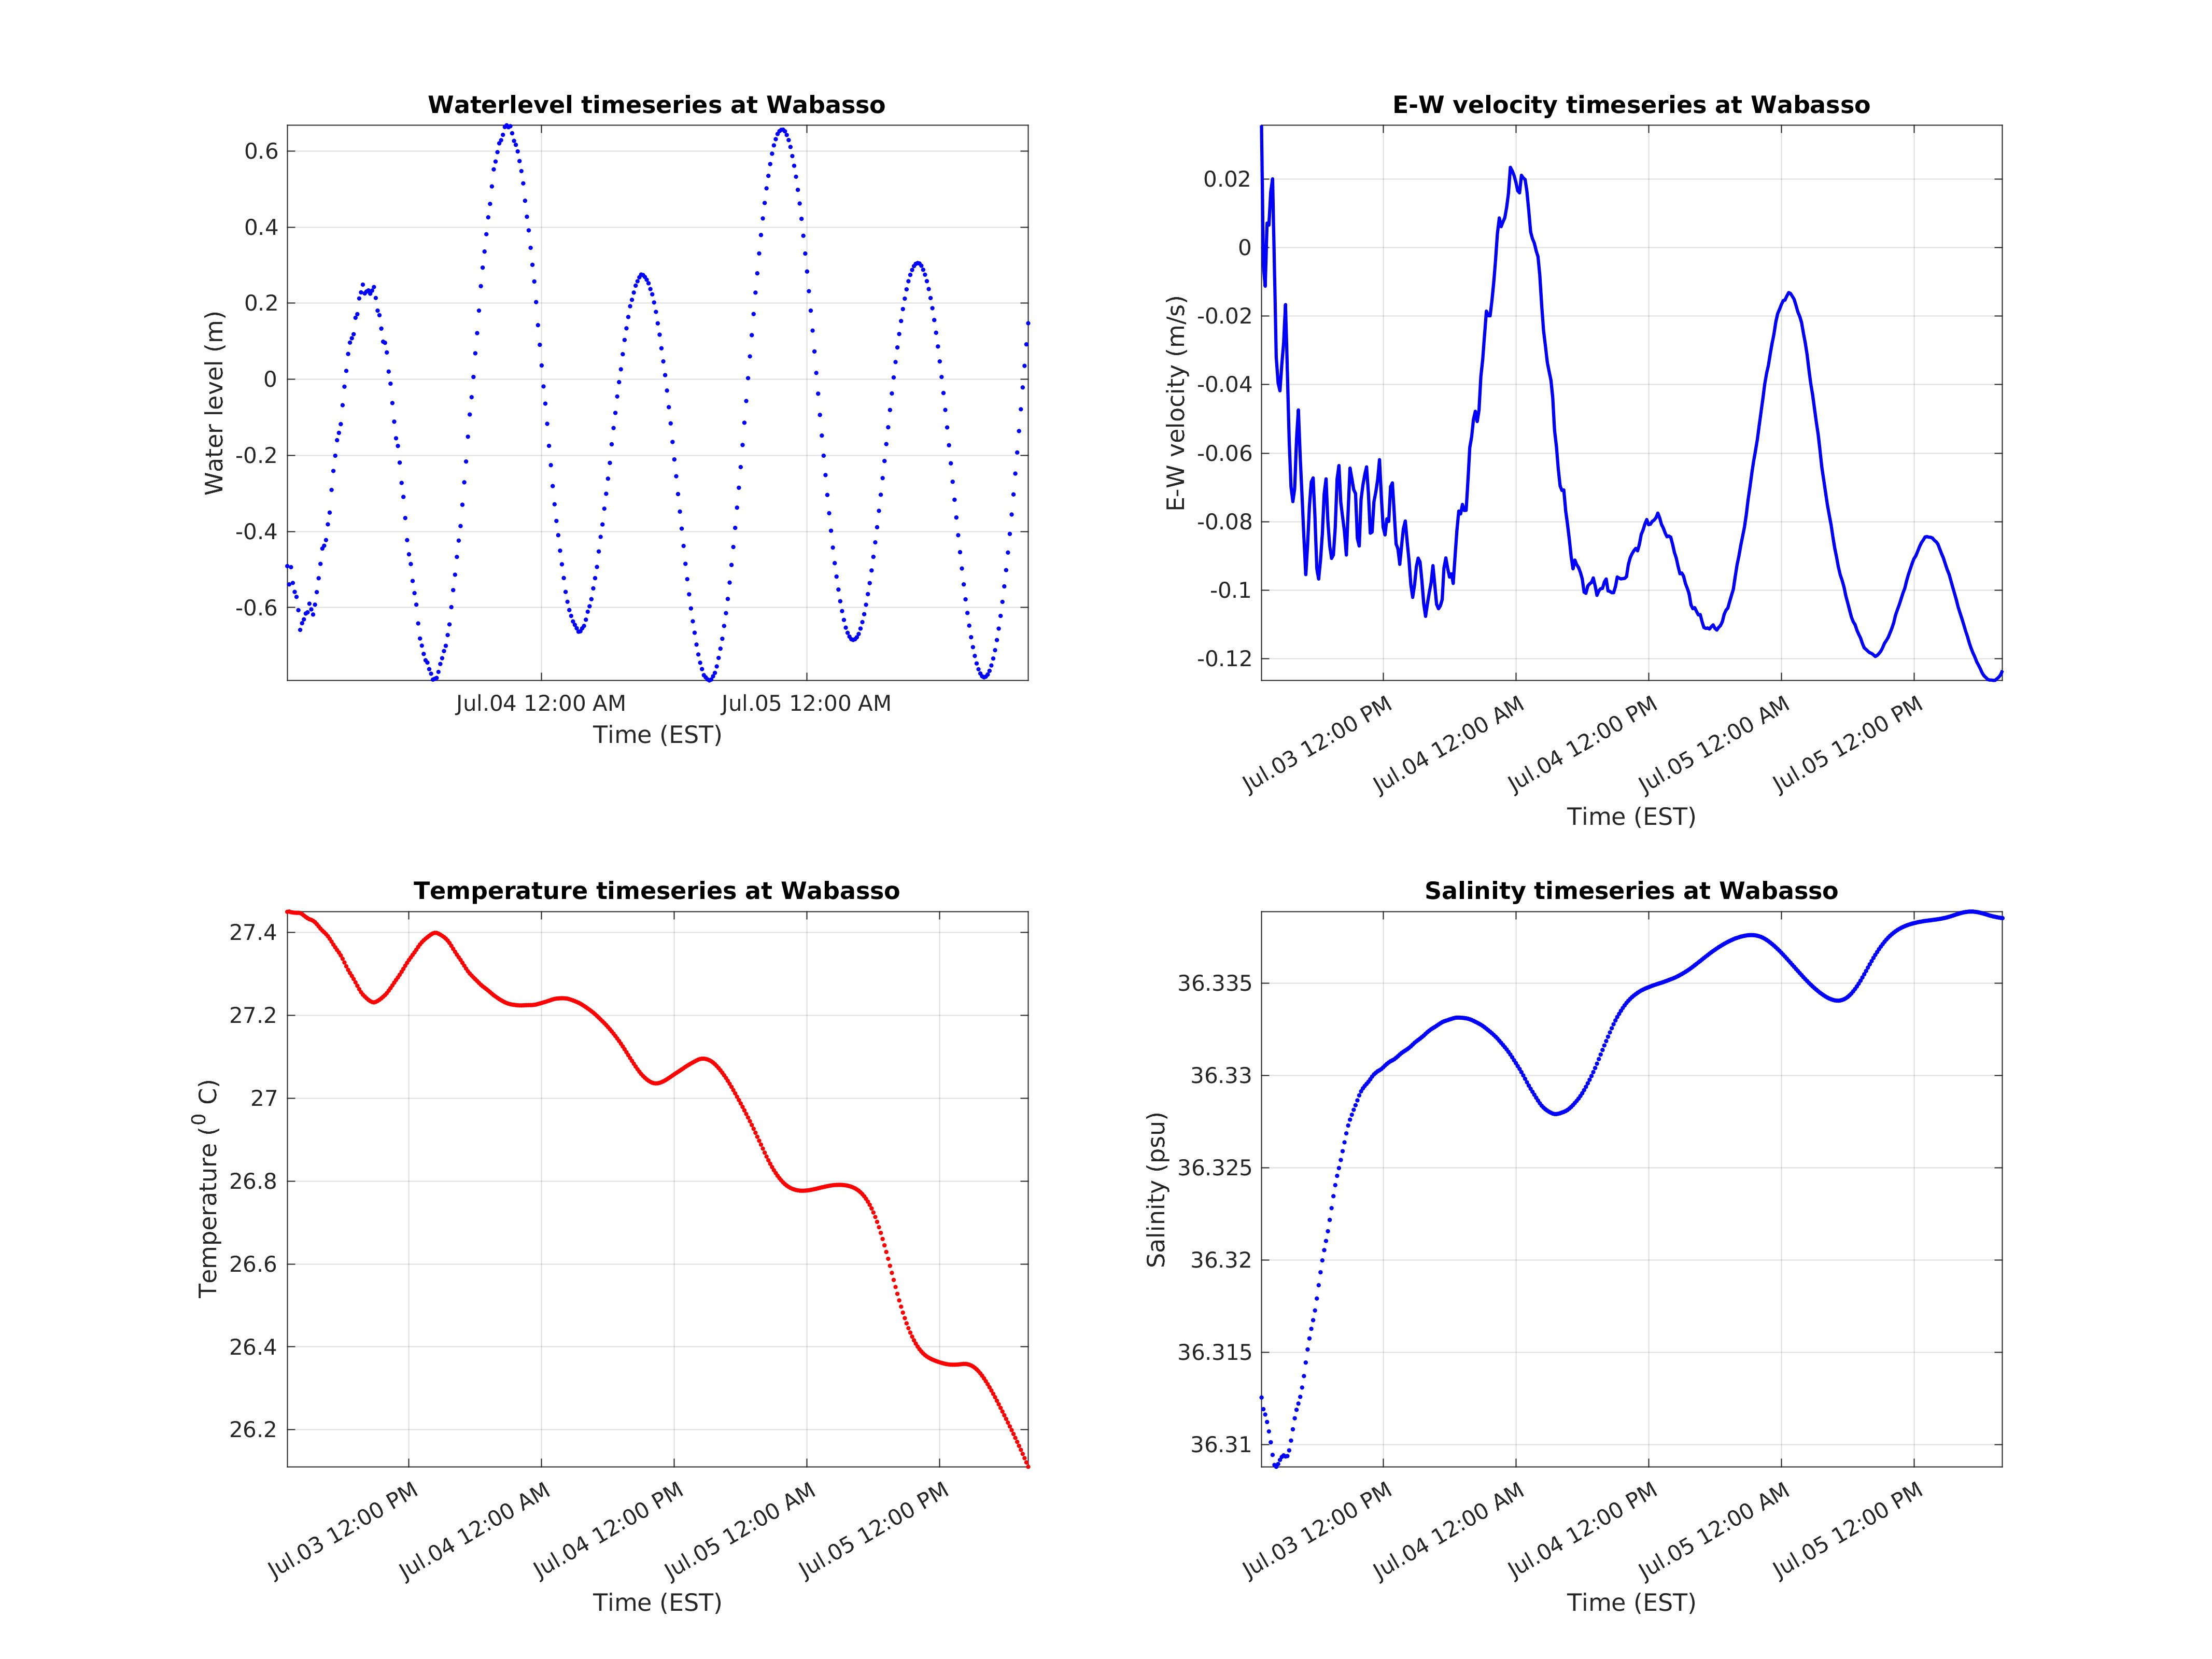 Waterlevel timeseries at Wabasso
0.6
0.4
0.2
0
-0.2
-0.4
-0.6
Water level (m)
Jul.04 12:00 AM
Jul.05 12:00 AM
Time (EST)
E-W velocity timeseries at Wabasso
0.02
0
-0.02
-0.04
-0.06
-0.08
-0.1
-0.12
E-W velocity (m/s)
Jul.03 12:00 PM
Jul.04 12:00 AM
Jul.04 12:00 PM
Jul.05 12:00 AM
Jul.05 12:00 PM
Time (EST)
Temperature timeseries at Wabasso
27.4
27.2
27
26.8
26.6
26.4
26.2
Temperature (⁰ C)
Jul.03 12:00 PM
Jul.04 12:00 AM
Jul.04 12:00 PM
Jul.05 12:00 AM
Jul.05 12:00 PM
Time (EST)
Salinity timeseries at Wabasso
36.335
36.33
36.325
36.32
36.315
36.31
Salinity (psu)
Jul.03 12:00 PM
Jul.04 12:00 AM
Jul.04 12:00 PM
Jul.05 12:00 AM
Jul.05 12:00 PM
Time (EST)